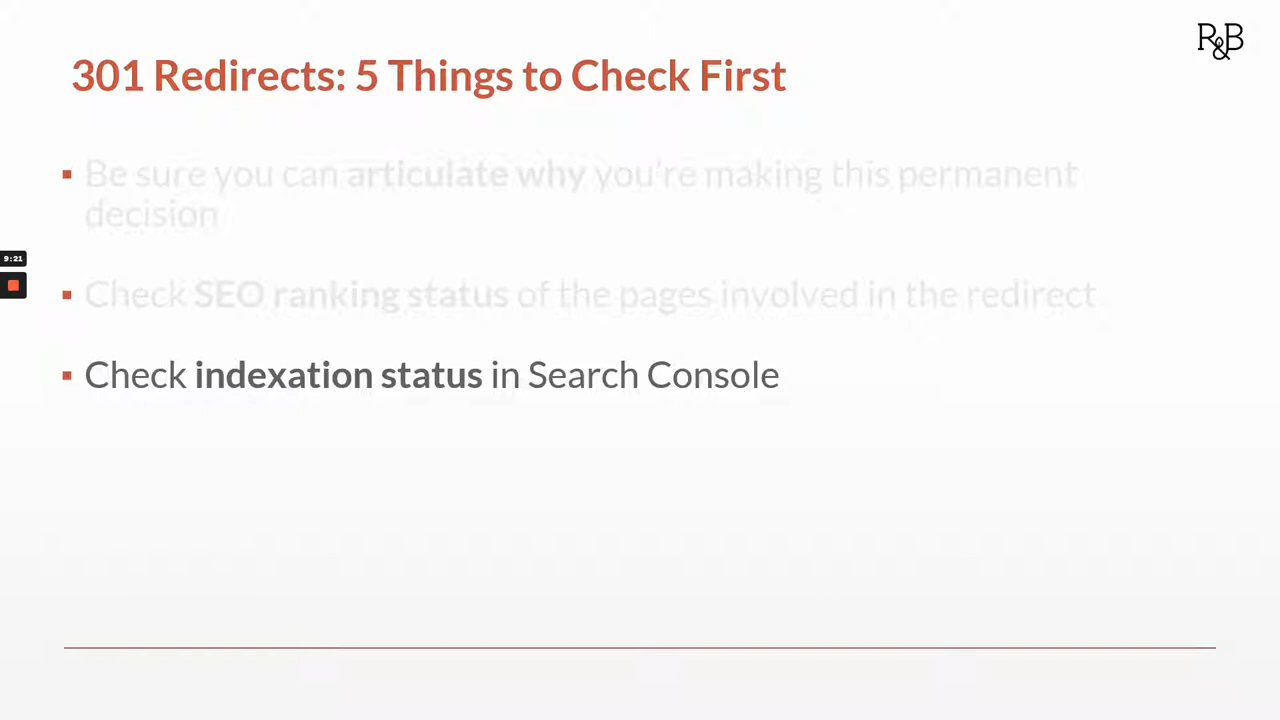 R&B
301 Redirects: 5 Things to Check First
Be sure you can articulate why you're making this permanent
decision
9:21
Check SEO ranking status of the pages involved in the redirect
Check indexation status in Search Console